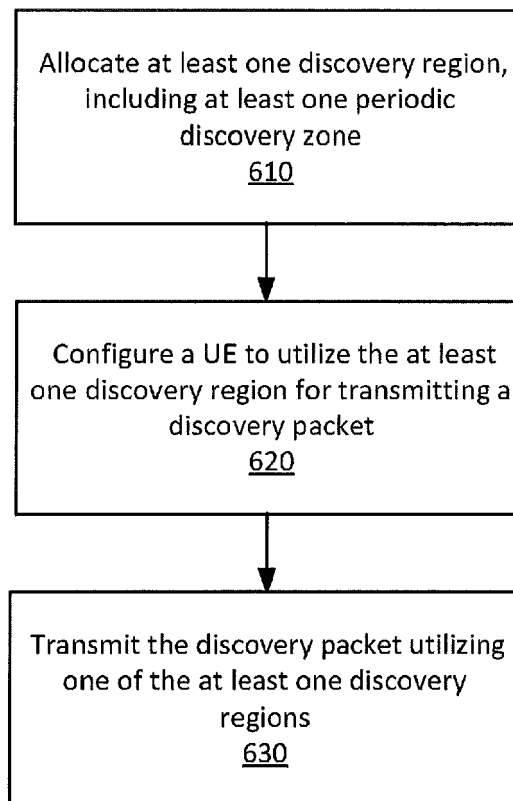 Allocate at least one discovery region,
including at least one periodic
discovery zone
610
Configure a UE to utilize the at least
one discovery region for transmitting a
discovery packet
620
Transmit the discovery packet utilizing
one of the at least one discovery
regions
630